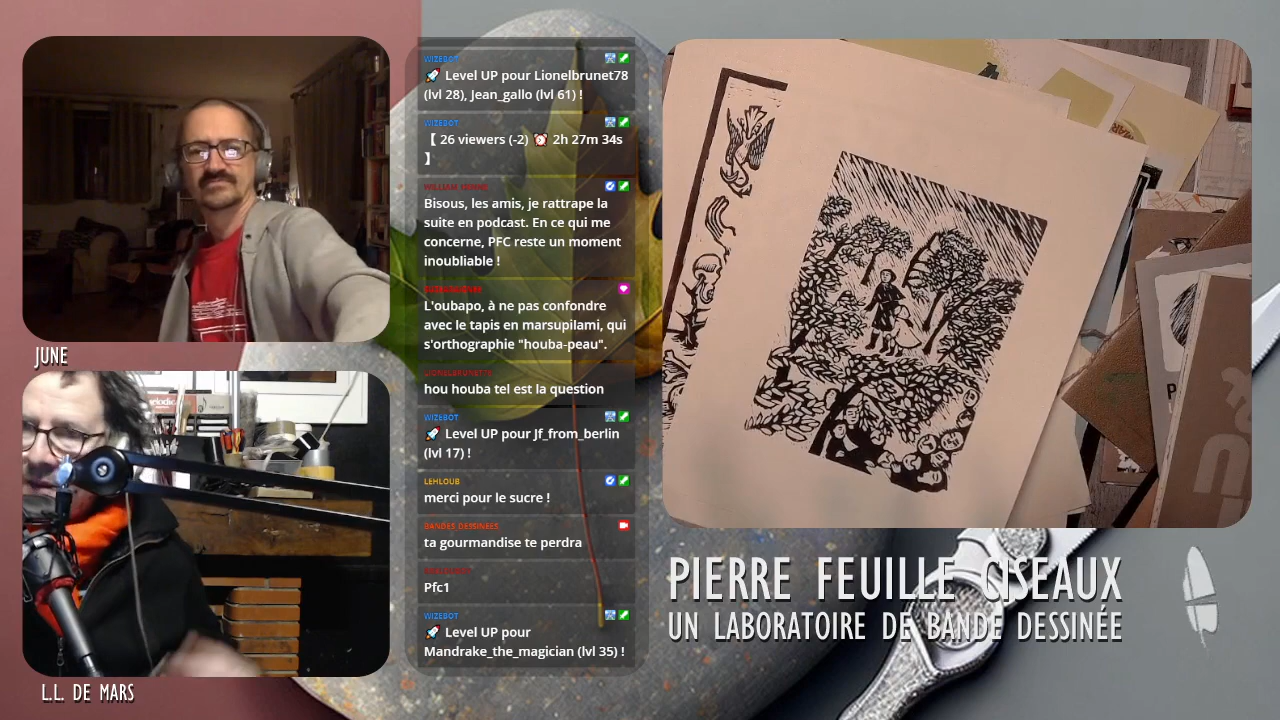 JUNE
L.L. DE MARS
WIZEBOT
🚀 Level UP pour Lionelbrunet78
(lvl 28), Jean_gallo (lvl 61) !
WIZEBOT
【 26 viewers (-2) ⏰ 2h 27m 34s
】
WILLIAM HENNE
Bisous, les amis, je rattrape la
suite en podcast. En ce qui me
concerne, PFC reste un moment
inoubliable !
L'oubapo, à ne pas confondre
avec le tapis en marsupilami, qui
s'orthographie "houba-peau".
hou houba tel est la question
WIZEBOT
🚀 Level UP pour Jf_from_berlin
(lvl 17) !
LEHLOUB
merci pour le sucre !
BANDES DESSINEES
ta gourmandise te perdra
Pfc1
WIZEBOT
🚀 Level UP pour
Mandrake_the_magician (lvl 35) !
PIERRE FEUILLE CISEAUX
UN LABORATOIRE DE BANDE DESSINÉE